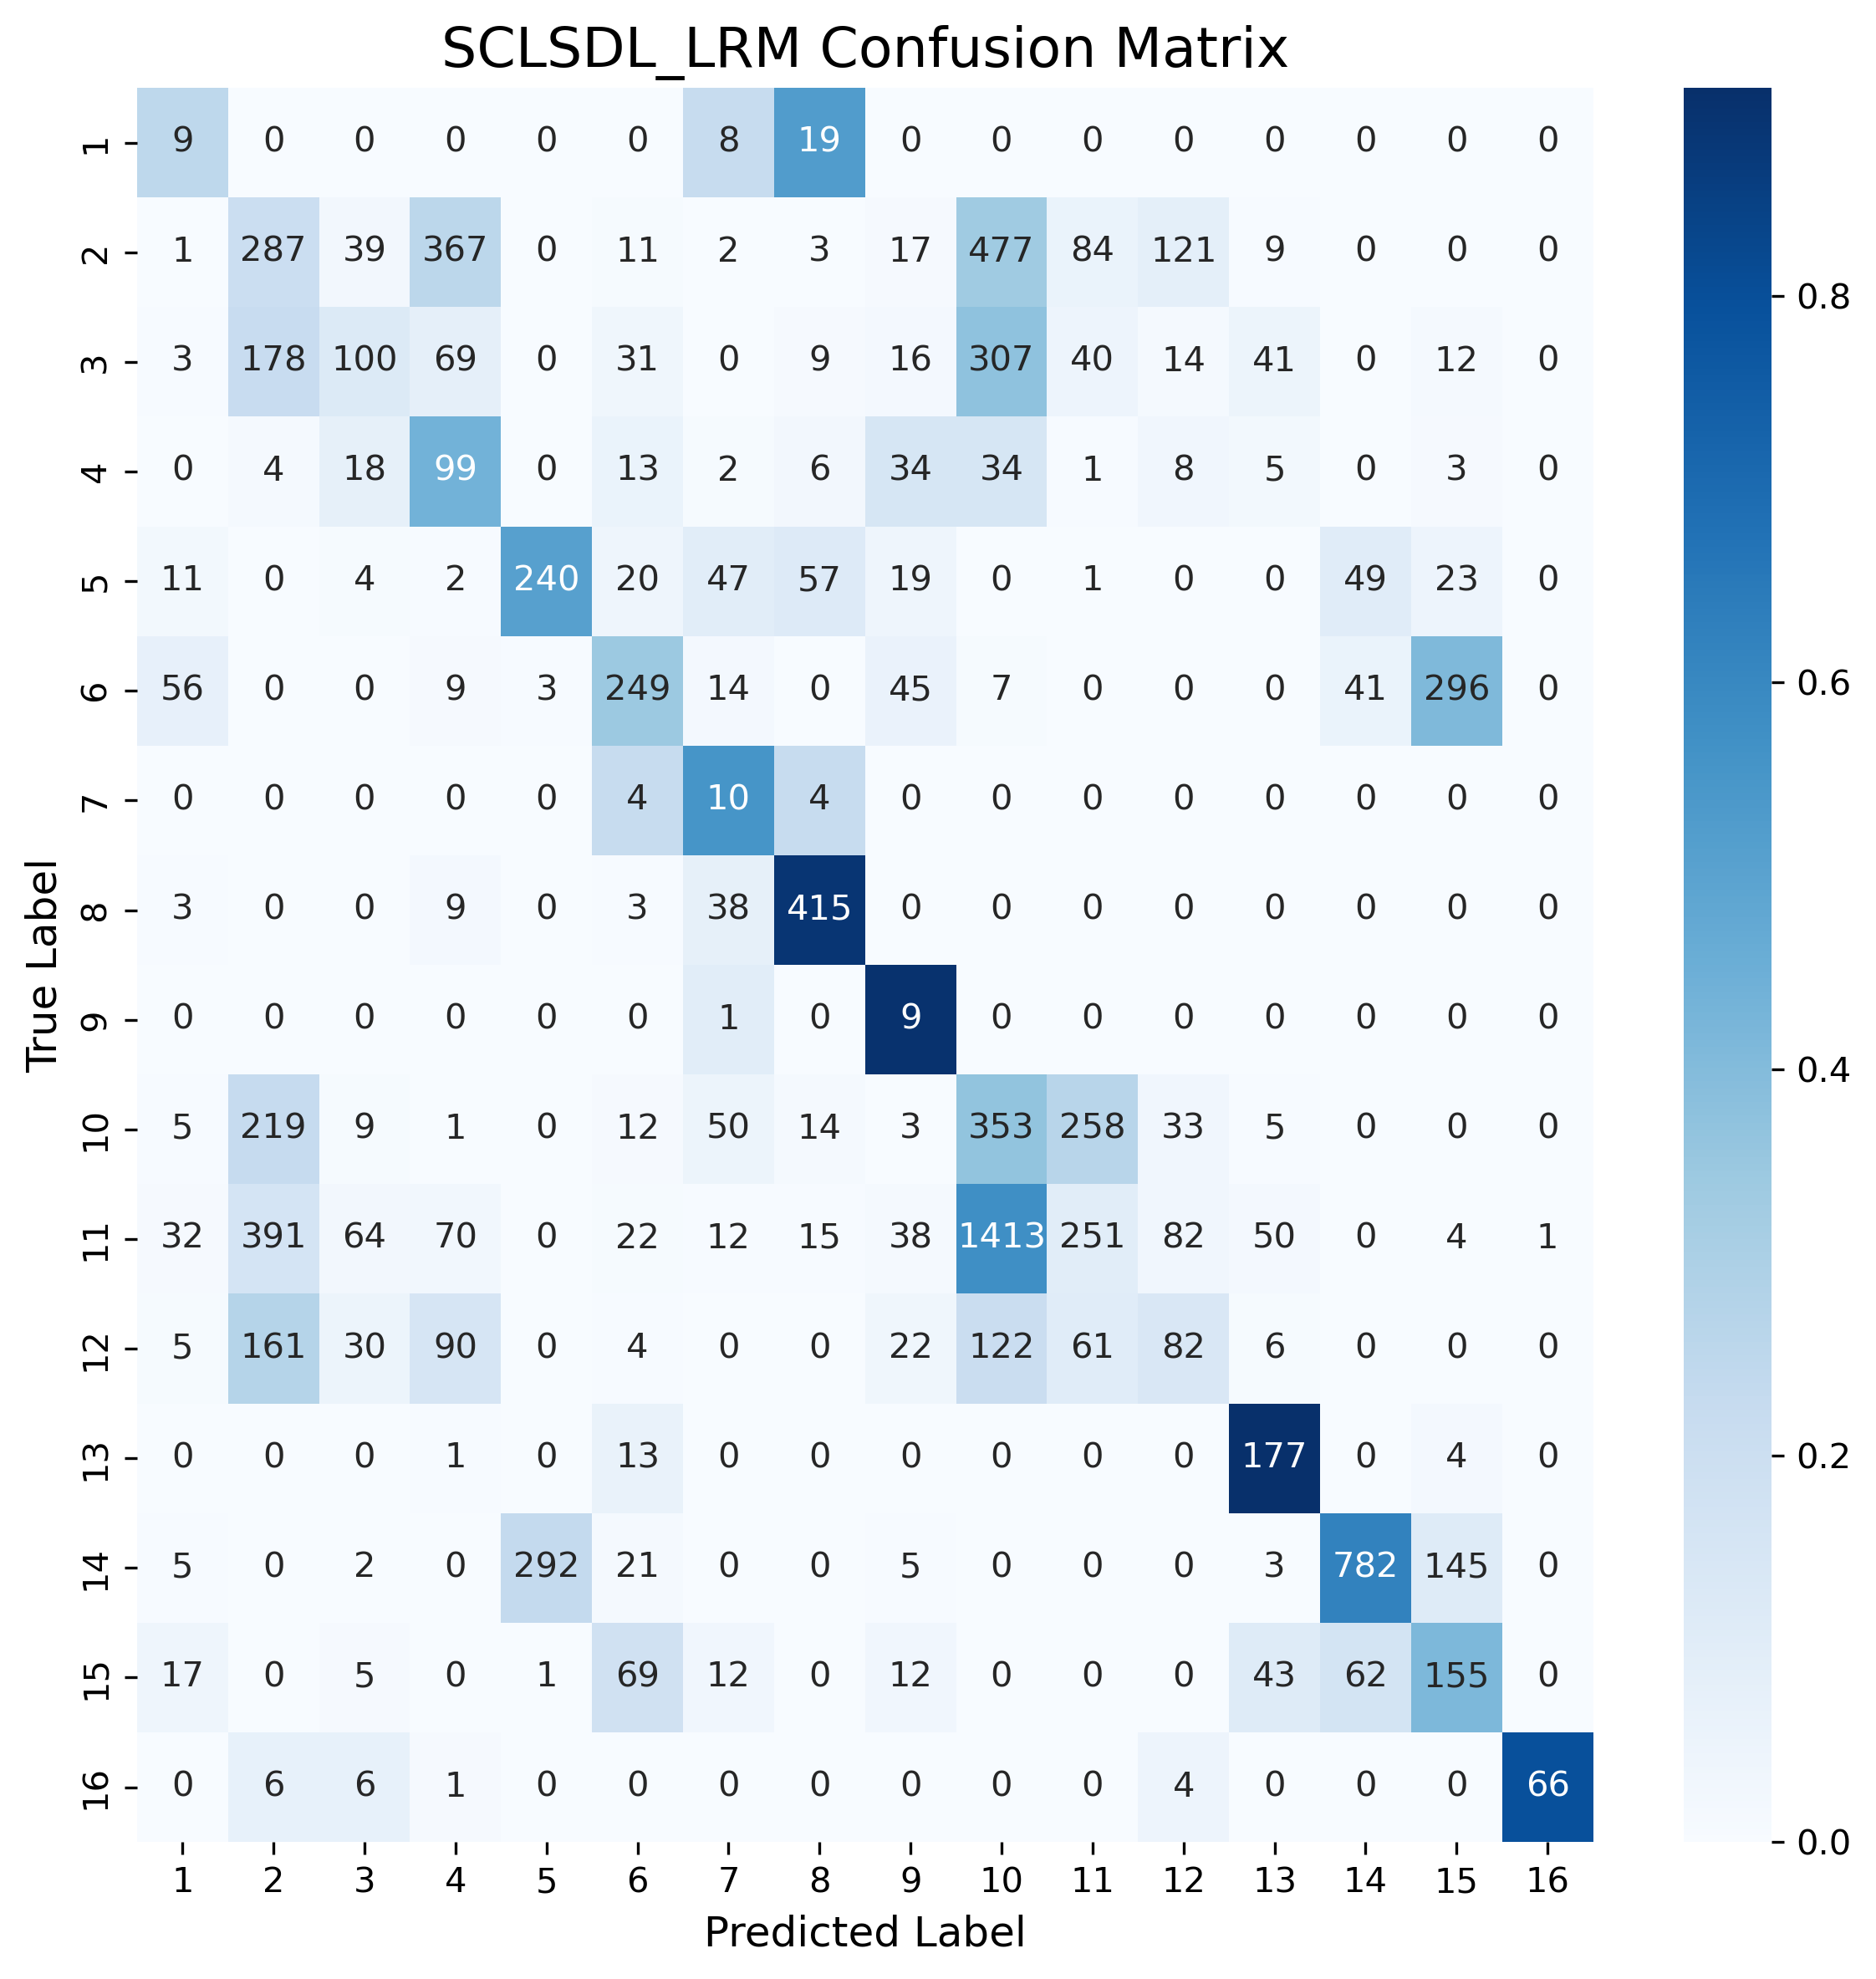 SCLSDL_LRM Confusion Matrix
1 9 0 0 0 0 0 8 19 0 0 0 0 0 0 0 0
2 1 287 39 367 0 11 2 3 17 477 84 121 9 0 0 0
3 3 178 100 69 0 31 0 9 16 307 40 14 41 0 12 0
4 0 4 18 99 0 13 2 6 34 34 1 8 5 0 3 0
5 11 0 4 2 240 20 47 57 19 0 1 0 0 49 23 0
6 56 0 0 9 3 249 14 0 45 7 0 0 0 41 296 0
7 0 0 0 0 0 4 10 4 0 0 0 0 0 0 0 0
8 3 0 0 9 0 3 38 415 0 0 0 0 0 0 0 0
9 0 0 0 0 0 0 1 0 9 0 0 0 0 0 0 0
10 5 219 9 1 0 12 50 14 3 353 258 33 5 0 0 0
11 32 391 64 70 0 22 12 15 38 1413 251 82 50 0 4 1
12 5 161 30 90 0 4 0 0 22 122 61 82 6 0 0 0
13 0 0 0 1 0 13 0 0 0 0 0 0 177 0 4 0
14 5 0 2 0 292 21 0 0 5 0 0 0 3 782 145 0
15 17 0 5 0 1 69 12 0 12 0 0 0 43 62 155 0
16 0 6 6 1 0 0 0 0 0 0 0 4 0 0 0 66
1 2 3 4 5 6 7 8 9 10 11 12 13 14 15 16
Predicted Label
True Label
0.8
0.6
0.4
0.2
0.0